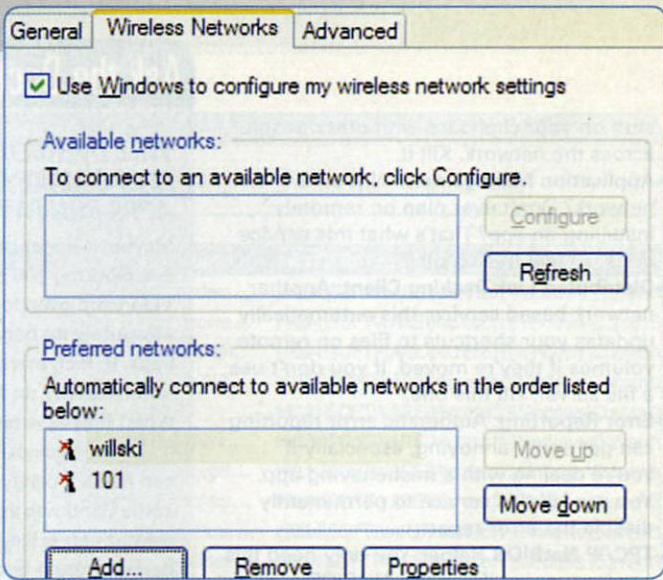 General Wireless Networks Advanced
Use Windows to configure my wireless network settings
Available networks:
To connect to an available network, click Configure.
Configure
Refresh
Preferred networks:
Automatically connect to available networks in the order listed
below:
willski
Move up
101
Move down
Add... Remove Properties